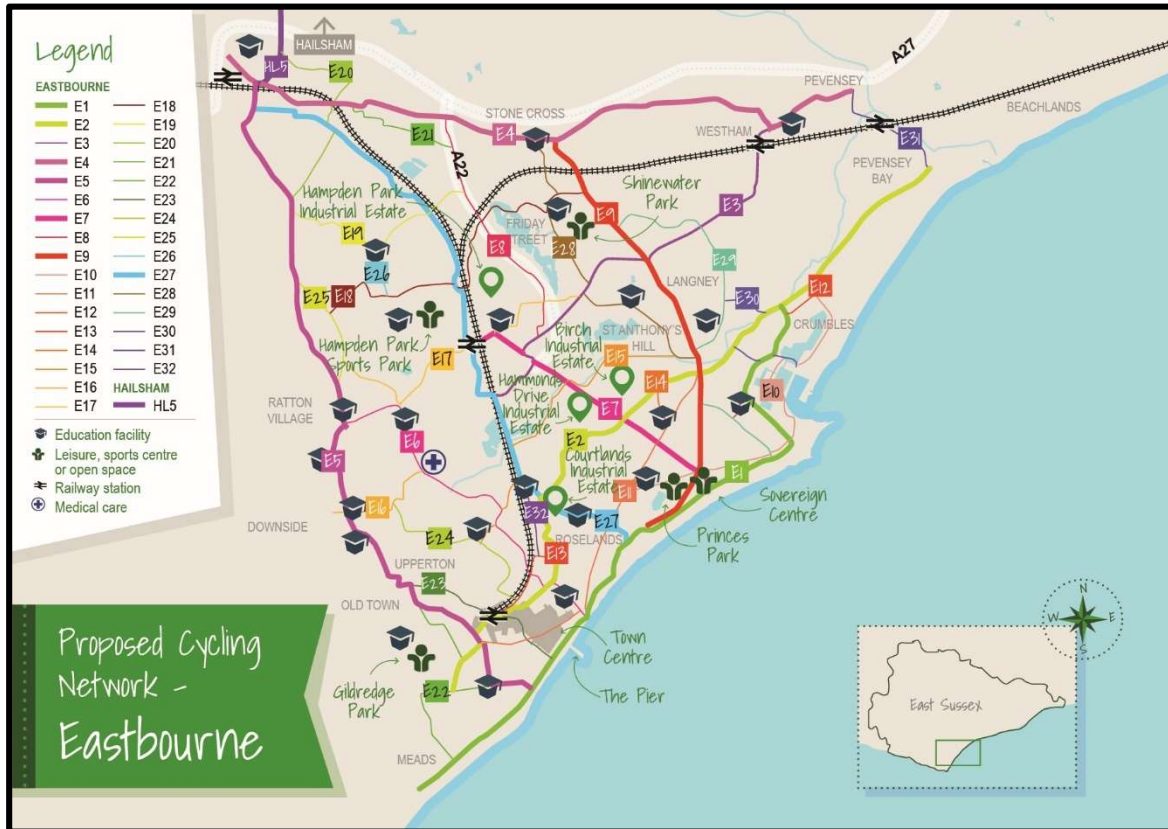 Legend
EASTBOURNE
E1
E2
E3
E4
E5
E6
E7
E8
E9
E10
E11
E12
E13
E14
E15
E16
E17
E18
E19
E20
E21
E22
E23
E24
E25
E26
E27
E28
E29
E30
E31
E32
HAILSHAM
HL5
Education facility
Leisure, sports centre
or open space
Railway station
Medical care
HAILSHAM
HL5
E20
A27
PEVENSEY
BEACHLANDS
STONE CROSS
E21
E4
A22
WESTHAM
E31
PEVENSEY
BAY
Hampden Park
Industrial Estate
Shinewater
Park
E3
E9
FRIDAY
STREET
E19
E8
E28
E26
E29
LANGNEY
E25
E18
E30
E12
CRUMBLES
Hampden Park
Sports Park
Birch
Industrial
Estate
ST ANTHONY'S
HILL
E17
E15
E14
E10
Hammonds
Drive
Industrial
Estate
RATTON
VILLAGE
E7
E6
E2
E5
Courtlands
Industrial
Estate
E1
E11
Sovereign
Centre
E16
E32
E27
DOWNSIDE
ROSELANDS
Princes
Park
E24
E13
UPPERTON
E23
OLD TOWN
Town
Centre
Gildredge
Park
E22
The Pier
MEADS
Proposed Cycling
Network -
Eastbourne
N
W
E
S
East Sussex